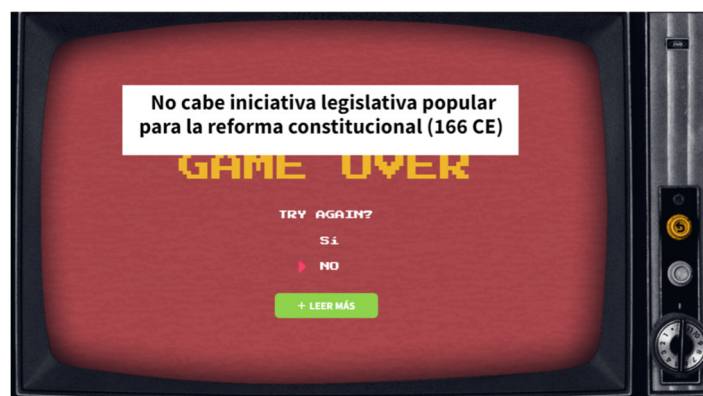 No cabe iniciativa legislativa popular
para la reforma constitucional (166 CE)
GAME OVER
TRY AGAIN?
Sí
NO
+ LEER MÁS